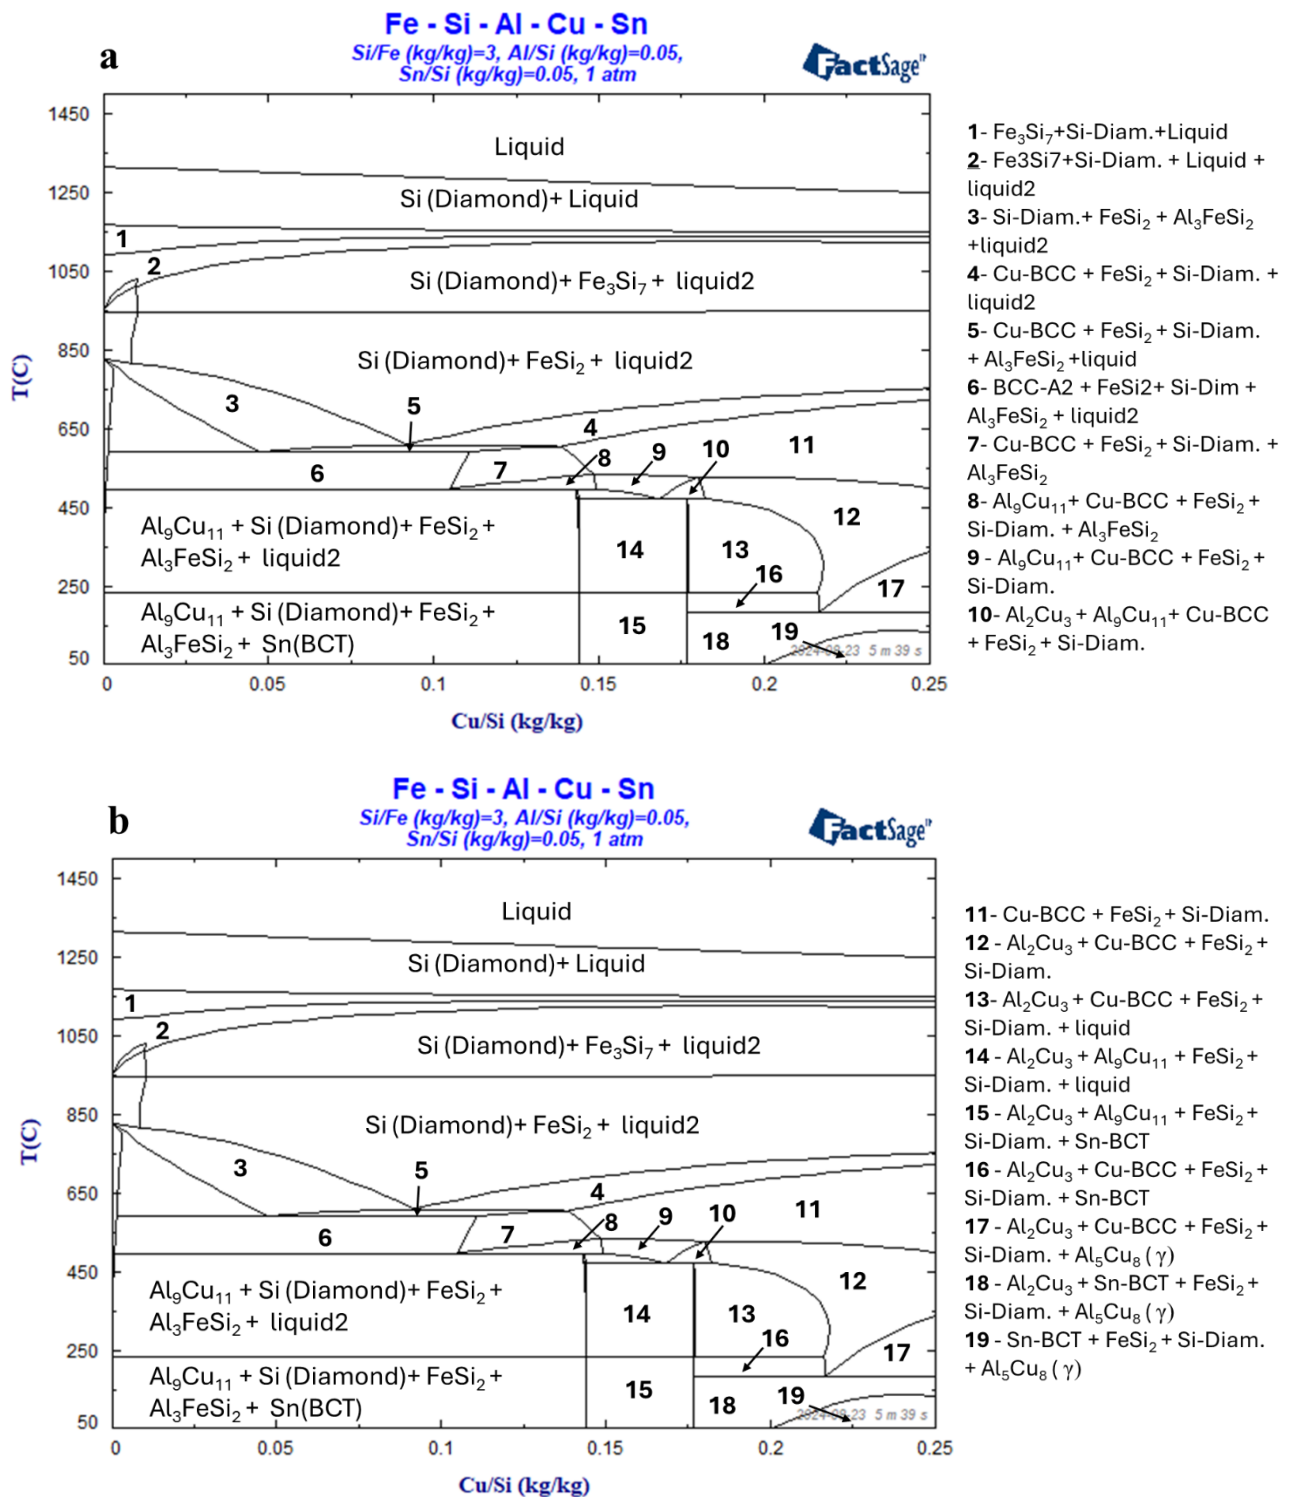 Fe - Si - Al - Cu - Sn
a
Si/Fe (kg/kg)=3, Al/Si (kg/kg)=0.05,
Sn/Si (kg/kg)=0.05, 1 atm
FactSage
1450
1250
1050
850
650
450
250
50
T(C)
Liquid
Si (Diamond)+ Liquid
1
2
Si (Diamond)+ Fe₃Si₇ + liquid2
Si (Diamond)+ FeSi₂ + liquid2
3
5
4
11
6
7
8
9
10
Al₉Cu₁₁ + Si (Diamond)+ FeSi₂ +
Al₃FeSi₂ + liquid2
14
13
12
16
17
Al₉Cu₁₁ + Si (Diamond)+ FeSi₂ +
Al₃FeSi₂ + Sn(BCT)
15
18
19
5 m 39 s
0
0.05
0.1
0.15
0.2
0.25
Cu/Si (kg/kg)
1- Fe₃Si₇+Si-Diam.+Liquid
2- Fe3Si7+Si-Diam. + Liquid +
liquid2
3- Si-Diam.+ FeSi₂ + Al₃FeSi₂
+liquid2
4- Cu-BCC + FeSi₂ + Si-Diam. +
liquid2
5- Cu-BCC + FeSi₂ + Si-Diam.
+ Al₃FeSi₂ +liquid
6- BCC-A2 + FeSi2+ Si-Dim +
Al₃FeSi₂ + liquid2
7- Cu-BCC + FeSi₂ + Si-Diam. +
Al₃FeSi₂
8- Al₉Cu₁₁+ Cu-BCC + FeSi₂ +
Si-Diam. + Al₃FeSi₂
9 - Al₉Cu₁₁+ Cu-BCC + FeSi₂ +
Si-Diam.
10- Al₂Cu₃ + Al₉Cu₁₁+ Cu-BCC
+ FeSi₂ + Si-Diam.
Fe - Si - Al - Cu - Sn
b
Si/Fe (kg/kg)=3, Al/Si (kg/kg)=0.05,
Sn/Si (kg/kg)=0.05, 1 atm
FactSage
1450
1250
1050
850
650
450
250
50
T(C)
Liquid
Si (Diamond)+ Liquid
1
2
Si (Diamond)+ Fe₃Si₇ + liquid2
Si (Diamond)+ FeSi₂ + liquid2
3
5
4
11
6
7
8
9
10
Al₉Cu₁₁ + Si (Diamond)+ FeSi₂ +
Al₃FeSi₂ + liquid2
14
13
12
16
17
Al₉Cu₁₁ + Si (Diamond)+ FeSi₂ +
Al₃FeSi₂ + Sn(BCT)
15
18
19
5 m 39 s
0
0.05
0.1
0.15
0.2
0.25
Cu/Si (kg/kg)
11- Cu-BCC + FeSi₂ + Si-Diam.
12 - Al₂Cu₃ + Cu-BCC + FeSi₂ +
Si-Diam.
13- Al₂Cu₃ + Cu-BCC + FeSi₂ +
Si-Diam. + liquid
14 - Al₂Cu₃ + Al₉Cu₁₁ + FeSi₂ +
Si-Diam. + liquid
15 - Al₂Cu₃ + Al₉Cu₁₁ + FeSi₂ +
Si-Diam. + Sn-BCT
16 - Al₂Cu₃ + Cu-BCC + FeSi₂ +
Si-Diam. + Sn-BCT
17 - Al₂Cu₃ + Cu-BCC + FeSi₂ +
Si-Diam. + Al₅Cu₈ (γ)
18 - Al₂Cu₃ + Sn-BCT + FeSi₂ +
Si-Diam. + Al₅Cu₈ (γ)
19 - Sn-BCT + FeSi₂ + Si-Diam.
+ Al₅Cu₈ (γ)